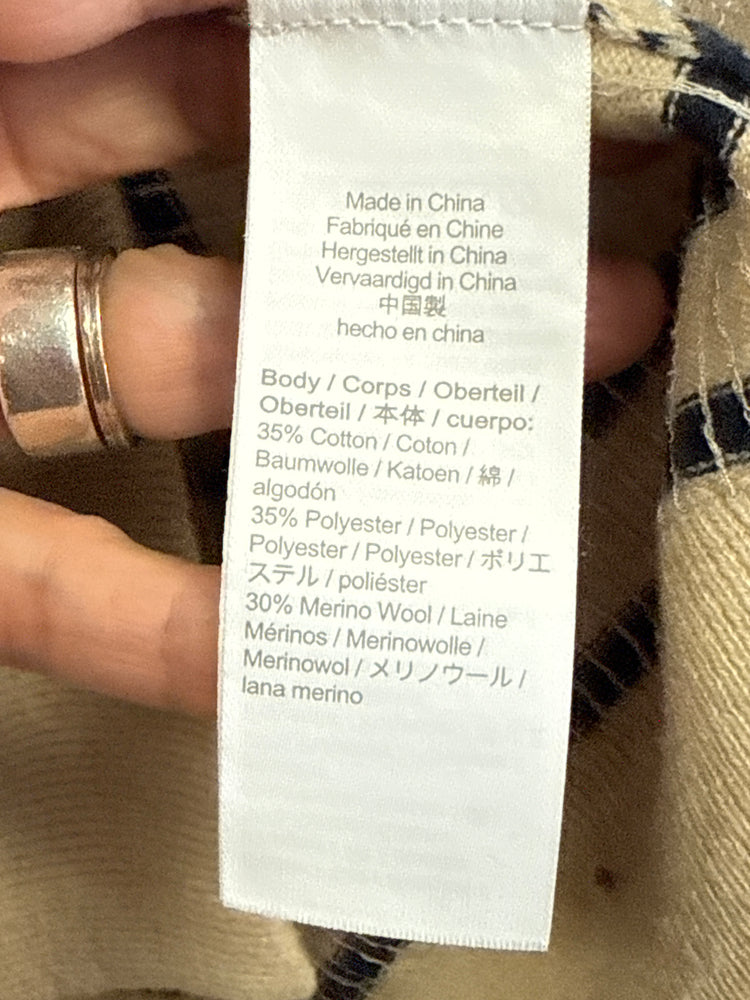 Made in China
Fabriqué en Chine
Hergestellt in China
Vervaardigd in China
中国製
hecho en china
Body / Corps / Oberteil /
Oberteil / 本体 / cuerpo:
35% Cotton / Coton /
Baumwolle / Katoen / 綿 /
algodón
35% Polyester / Polyester /
Polyester / Polyester / ポリエ
ステル / poliéster
30% Merino Wool / Laine
Mérinos / Merinowolle /
Merinowol / メリノウール /
lana merino